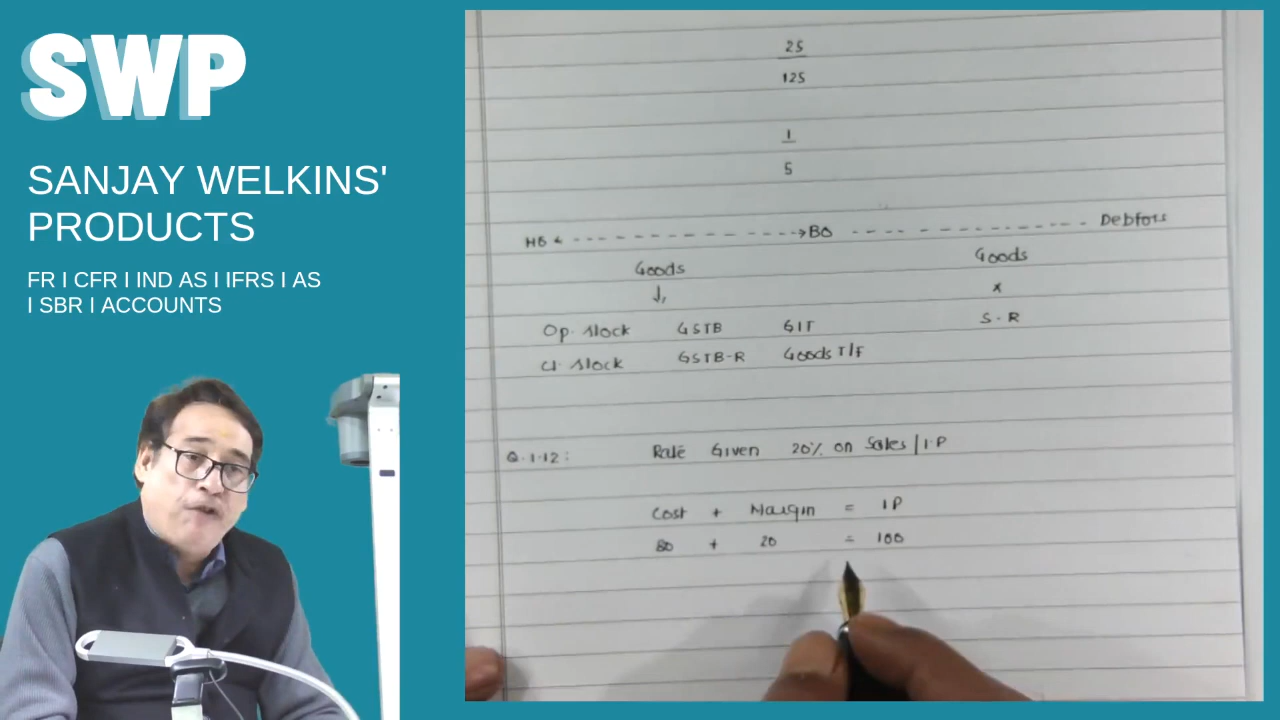 SWP
SANJAY WELKINS'
PRODUCTS
FR I CFR I IND AS I IFRS I AS
I SBR I ACCOUNTS
25
125
1
5
HO BO Debtors
Goods Goods
x
Op. Stock GSTB GIT S.R
Cl. Stock GSTB-R Goods T/F
Q.1.12: Rate Given 20% on Sales/I.P
Cost + Margin = IP
80 + 20 = 100